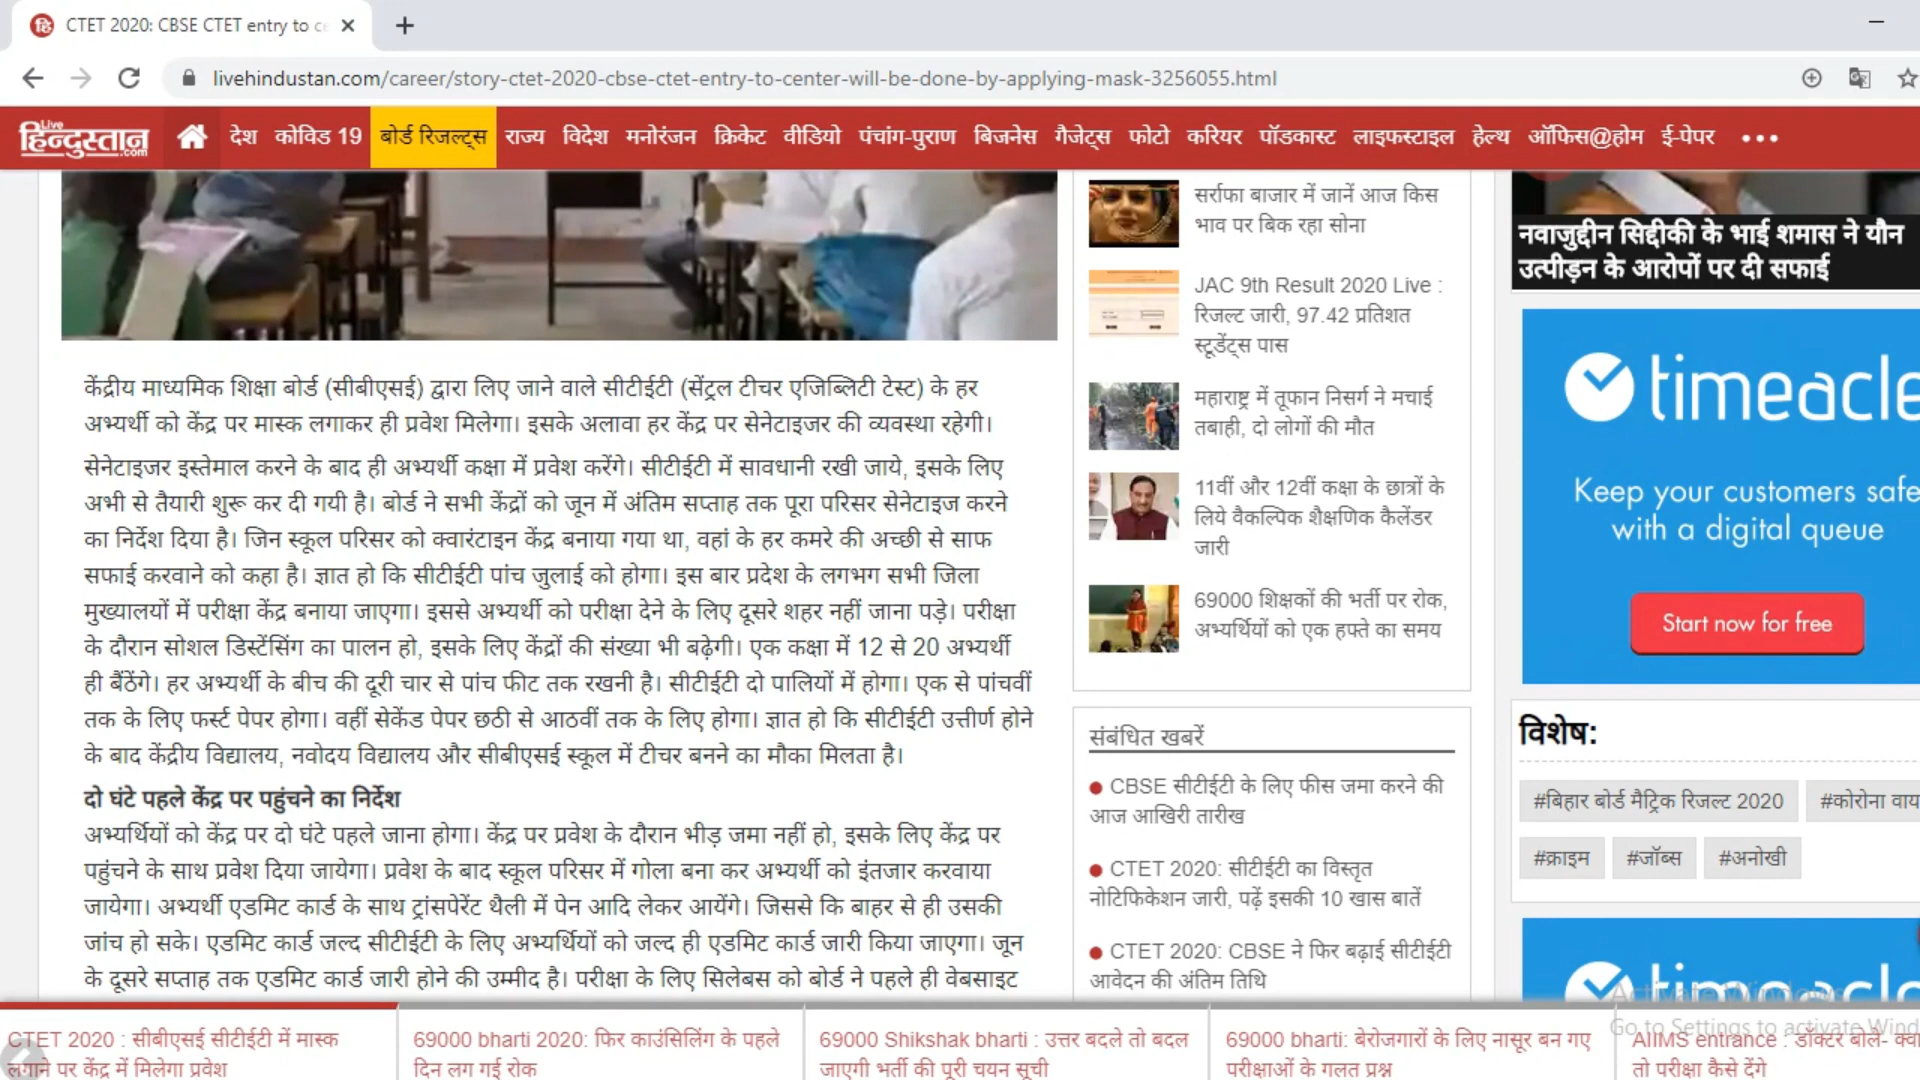 CTET 2020: CBSE CTET entry to ce
livehindustan.com/career/story-ctet-2020-cbse-ctet-entry-to-center-will-be-done-by-applying-mask-3256055.html
Live
हिन्दुस्तान
.com
देश कोविड 19 बोर्ड रिजल्ट्स राज्य विदेश मनोरंजन क्रिकेट वीडियो पंचांग-पुराण बिजनेस गैजेट्स फोटो करियर पॉडकास्ट लाइफस्टाइल हेल्थ ऑफिस@होम ई-पेपर
केंद्रीय माध्यमिक शिक्षा बोर्ड (सीबीएसई) द्वारा लिए जाने वाले सीटीईटी (सेंट्रल टीचर एजिब्लिटी टेस्ट) के हर
अभ्यर्थी को केंद्र पर मास्क लगाकर ही प्रवेश मिलेगा। इसके अलावा हर केंद्र पर सेनेटाइजर की व्यवस्था रहेगी।
सेनेटाइजर इस्तेमाल करने के बाद ही अभ्यर्थी कक्षा में प्रवेश करेंगे। सीटीईटी में सावधानी रखी जाये, इसके लिए
अभी से तैयारी शुरू कर दी गयी है। बोर्ड ने सभी केंद्रों को जून में अंतिम सप्ताह तक पूरा परिसर सेनेटाइज करने
का निर्देश दिया है। जिन स्कूल परिसर को क्वारंटाइन केंद्र बनाया गया था, वहां के हर कमरे की अच्छी से साफ
सफाई करवाने को कहा है। ज्ञात हो कि सीटीईटी पांच जुलाई को होगा। इस बार प्रदेश के लगभग सभी जिला
मुख्यालयों में परीक्षा केंद्र बनाया जाएगा। इससे अभ्यर्थी को परीक्षा देने के लिए दूसरे शहर नहीं जाना पड़े। परीक्षा
के दौरान सोशल डिस्टेंसिंग का पालन हो, इसके लिए केंद्रों की संख्या भी बढ़ेगी। एक कक्षा में 12 से 20 अभ्यर्थी
ही बैंठेंगे। हर अभ्यर्थी के बीच की दूरी चार से पांच फीट तक रखनी है। सीटीईटी दो पालियों में होगा। एक से पांचवीं
तक के लिए फर्स्ट पेपर होगा। वहीं सेकेंड पेपर छठी से आठवीं तक के लिए होगा। ज्ञात हो कि सीटीईटी उत्तीर्ण होने
के बाद केंद्रीय विद्यालय, नवोदय विद्यालय और सीबीएसई स्कूल में टीचर बनने का मौका मिलता है।
दो घंटे पहले केंद्र पर पहुंचने का निर्देश
अभ्यर्थियों को केंद्र पर दो घंटे पहले जाना होगा। केंद्र पर प्रवेश के दौरान भीड़ जमा नहीं हो, इसके लिए केंद्र पर
पहुंचने के साथ प्रवेश दिया जायेगा। प्रवेश के बाद स्कूल परिसर में गोला बना कर अभ्यर्थी को इंतजार करवाया
जायेगा। अभ्यर्थी एडमिट कार्ड के साथ ट्रांसपेरेंट थैली में पेन आदि लेकर आयेंगे। जिससे कि बाहर से ही उसकी
जांच हो सके। एडमिट कार्ड जल्द सीटीईटी के लिए अभ्यर्थियों को जल्द ही एडमिट कार्ड जारी किया जाएगा। जून
के दूसरे सप्ताह तक एडमिट कार्ड जारी होने की उम्मीद है। परीक्षा के लिए सिलेबस को बोर्ड ने पहले ही वेबसाइट
सर्राफा बाजार में जानें आज किस
भाव पर बिक रहा सोना
JAC 9th Result 2020 Live :
रिजल्ट जारी, 97.42 प्रतिशत
स्टूडेंट्स पास
महाराष्ट्र में तूफान निसर्ग ने मचाई
तबाही, दो लोगों की मौत
11वीं और 12वीं कक्षा के छात्रों के
लिये वैकल्पिक शैक्षणिक कैलेंडर
जारी
69000 शिक्षकों की भर्ती पर रोक,
अभ्यर्थियों को एक हफ्ते का समय
संबंधित खबरें
CBSE सीटीईटी के लिए फीस जमा करने की
आज आखिरी तारीख
CTET 2020: सीटीईटी का विस्तृत
नोटिफिकेशन जारी, पढ़ें इसकी 10 खास बातें
CTET 2020: CBSE ने फिर बढ़ाई सीटीईटी
आवेदन की अंतिम तिथि
नवाजुद्दीन सिद्दीकी के भाई शमास ने यौन
उत्पीड़न के आरोपों पर दी सफाई
timeacle
Keep your customers safe
with a digital queue
Start now for free
विशेष:
#बिहार बोर्ड मैट्रिक रिजल्ट 2020 #कोरोना वाय
#क्राइम #जॉब्स #अनोखी
timeacle
Activate Windows
Go to Settings to activate Wind
CTET 2020 : सीबीएसई सीटीईटी में मास्क
लगाने पर केंद्र में मिलेगा प्रवेश
69000 bharti 2020: फिर काउंसिलिंग के पहले
दिन लग गई रोक
69000 Shikshak bharti : उत्तर बदले तो बदल
जाएगी भर्ती की पूरी चयन सूची
69000 bharti: बेरोजगारों के लिए नासूर बन गए
परीक्षाओं के गलत प्रश्न
AIIMS entrance : डॉक्टर बोले- क्वा
तो परीक्षा कैसे देंगे